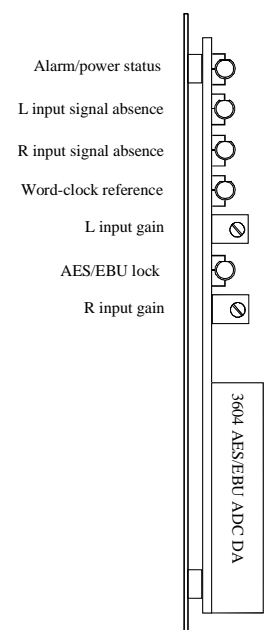 Alarm/power status
L input signal absence
R input signal absence
Word-clock reference
L input gain
AES/EBU lock
R input gain
3604 AES/EBU ADC DA